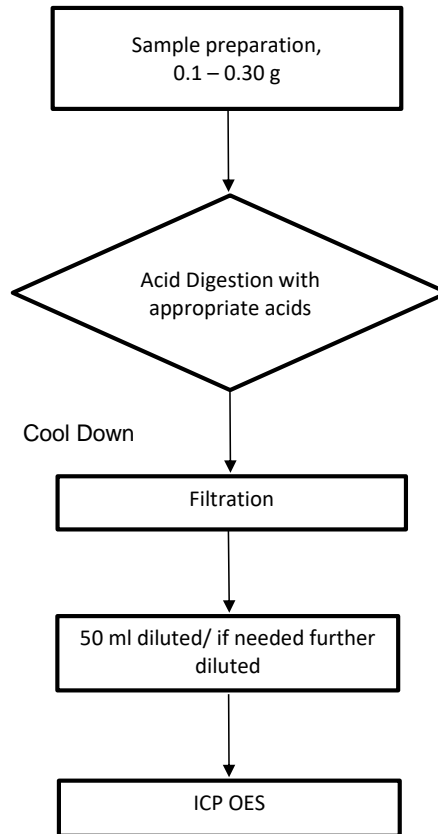 Sample preparation,
0.1 – 0.30 g
Acid Digestion with
appropriate acids
Cool Down
Filtration
50 ml diluted/ if needed further
diluted
ICP OES